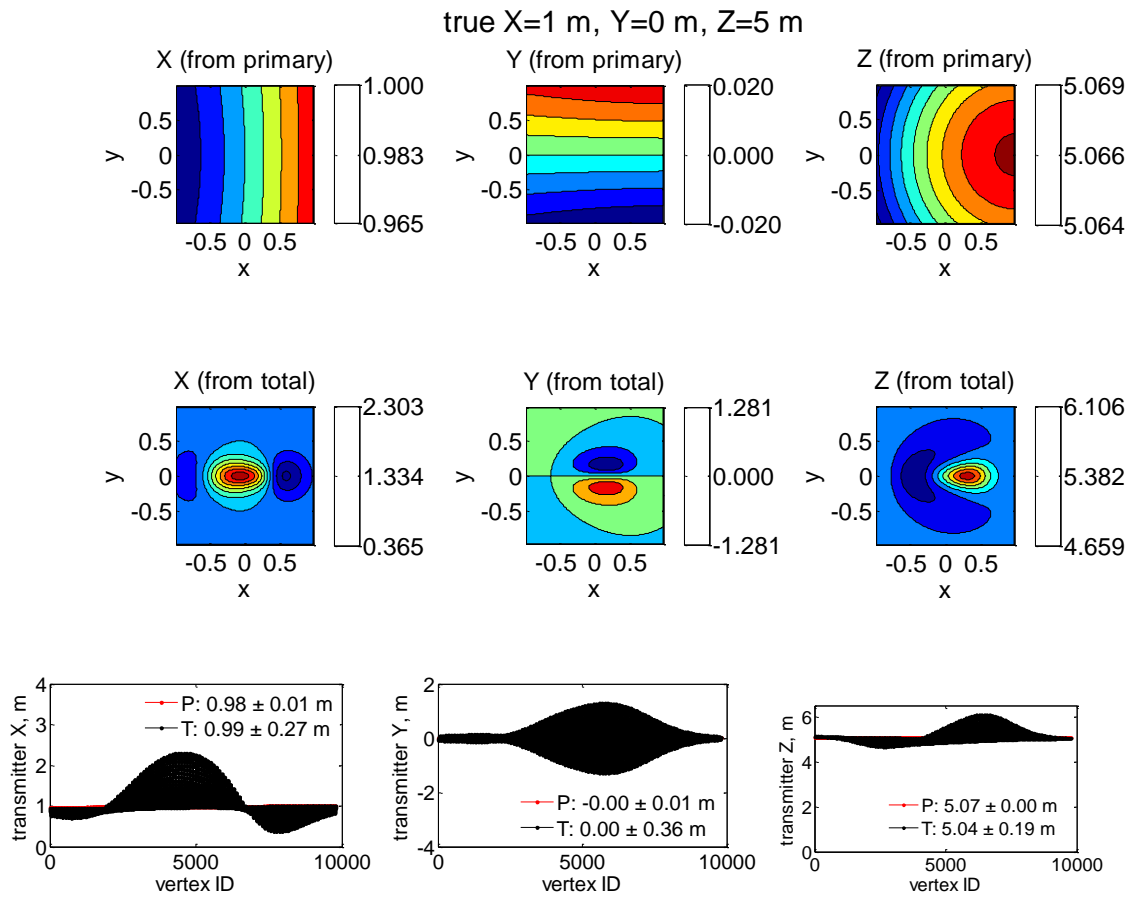 true X=1 m, Y=0 m, Z=5 m
X (from primary)
0.5
0
-0.5
y
-0.5 0 0.5
x
1.000
0.983
0.965
Y (from primary)
0.5
0
-0.5
y
-0.5 0 0.5
x
0.020
0.000
-0.020
Z (from primary)
0.5
0
-0.5
y
-0.5 0 0.5
x
5.069
5.066
5.064
X (from total)
0.5
0
-0.5
y
-0.5 0 0.5
x
2.303
1.334
0.365
Y (from total)
0.5
0
-0.5
y
-0.5 0 0.5
x
1.281
0.000
-1.281
Z (from total)
0.5
0
-0.5
y
-0.5 0 0.5
x
6.106
5.382
4.659
transmitter X, m
4
3
2
1
0
P: 0.98 ± 0.01 m
T: 0.99 ± 0.27 m
0 5000 10000
vertex ID
transmitter Y, m
2
0
-2
-4
P: -0.00 ± 0.01 m
T: 0.00 ± 0.36 m
0 5000 10000
vertex ID
transmitter Z, m
6
4
2
0
P: 5.07 ± 0.00 m
T: 5.04 ± 0.19 m
0 5000 10000
vertex ID